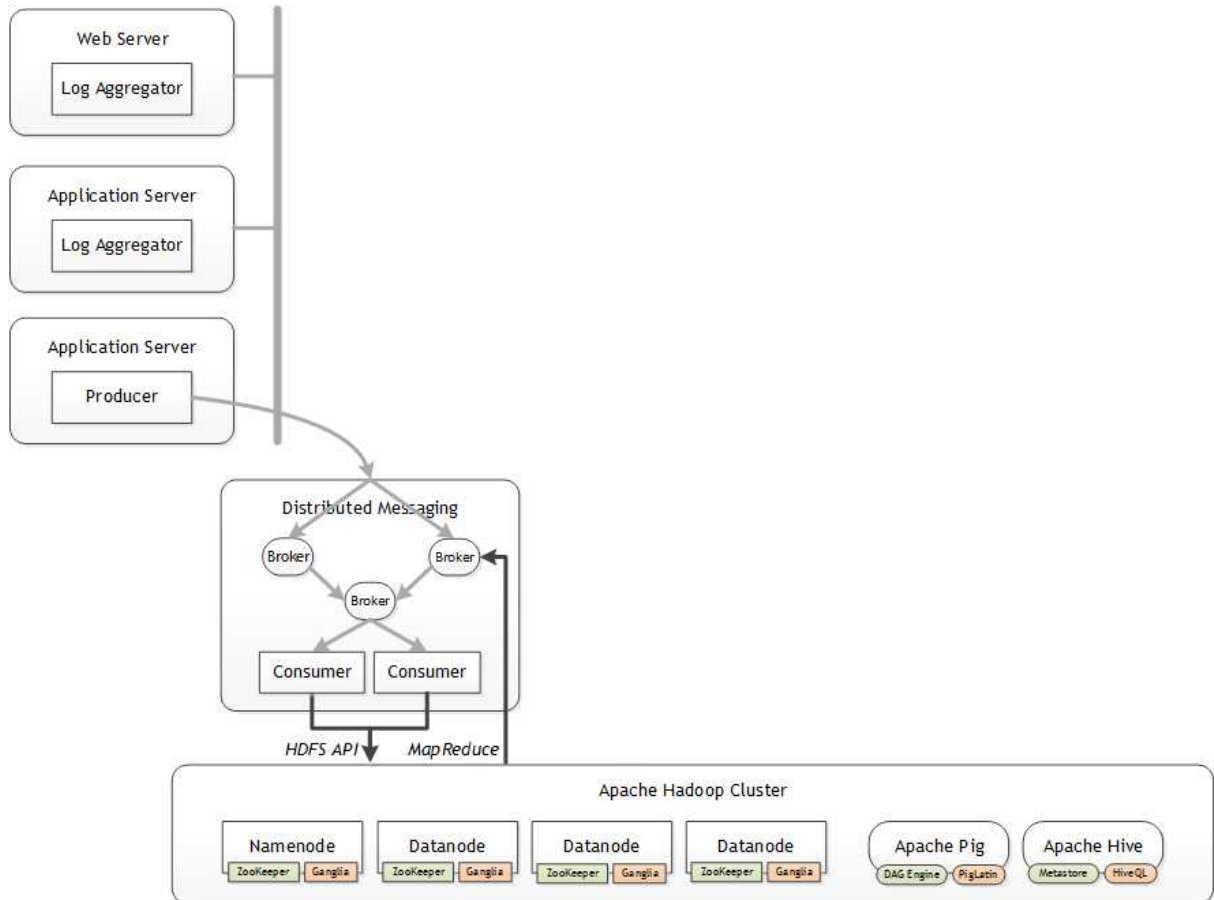 Web Server
Log Aggregator
Application Server
Log Aggregator
Application Server
Producer
Distributed Messaging
Broker
Broker
Broker
Consumer
Consumer
HDFS API
MapReduce
Apache Hadoop Cluster
Namenode
ZooKeeper
Ganglia
Datanode
ZooKeeper
Ganglia
Datanode
ZooKeeper
Ganglia
Datanode
ZooKeeper
Ganglia
Apache Pig
DAG Engine
PigLatin
Apache Hive
Metastore
HiveQL